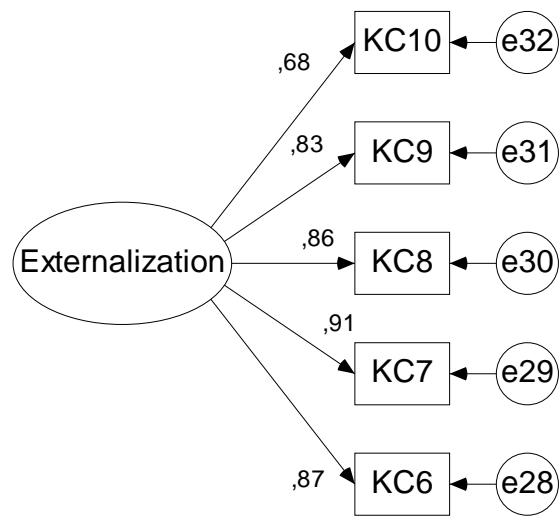 KC10
e32
,68
KC9
e31
,83
Externalization
KC8
e30
,86
KC7
e29
,91
KC6
e28
,87